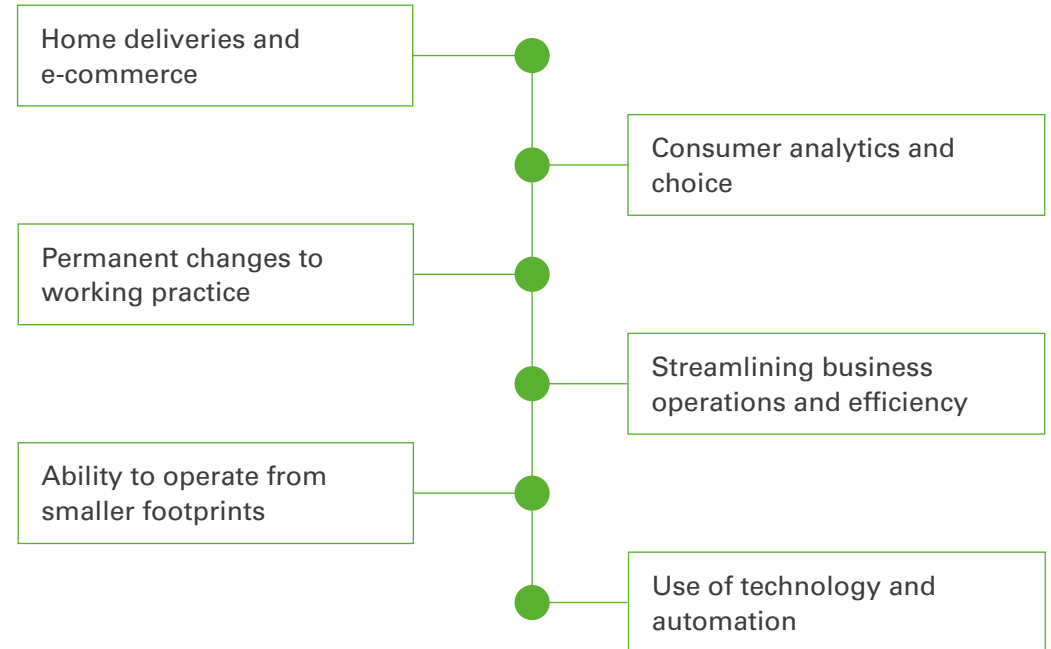 Home deliveries and
e-commerce
Consumer analytics and
choice
Permanent changes to
working practice
Streamlining business
operations and efficiency
Ability to operate from
smaller footprints
Use of technology and
automation